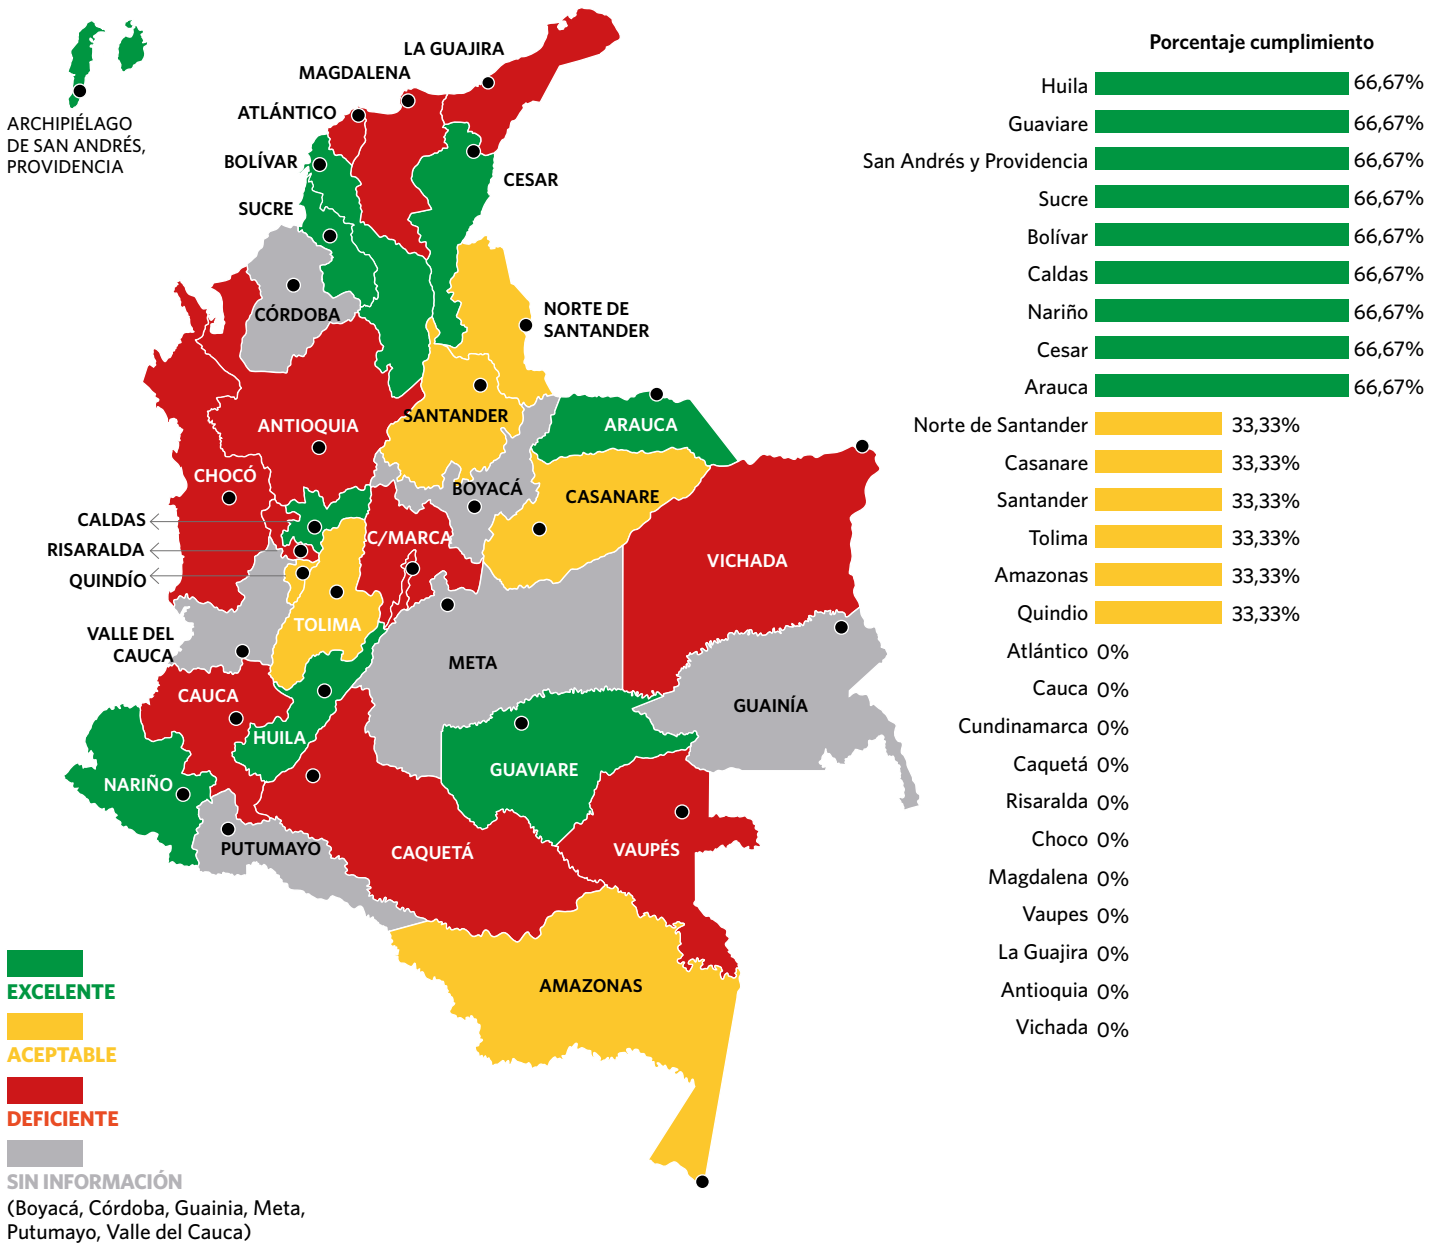 LA GUAJIRA
MAGDALENA
ATLÁNTICO
ARCHIPIÉLAGO
DE SAN ANDRÉS,
PROVIDENCIA
BOLÍVAR
CESAR
SUCRE
CÓRDOBA
NORTE DE
SANTANDER
SANTANDER
ANTIOQUIA
ARAUCA
CHOCÓ
BOYACÁ
CASANARE
CALDAS
C/MARCA
RISARALDA
VICHADA
QUINDÍO
TOLIMA
VALLE DEL
CAUCA
META
CAUCA
GUAINÍA
HUILA
GUAVIARE
NARIÑO
PUTUMAYO
CAQUETÁ
VAUPÉS
AMAZONAS
EXCELENTE
ACEPTABLE
DEFICIENTE
SIN INFORMACIÓN
(Boyacá, Córdoba, Guainia, Meta,
Putumayo, Valle del Cauca)
Porcentaje cumplimiento
Huila 66,67%
Guaviare 66,67%
San Andrés y Providencia 66,67%
Sucre 66,67%
Bolívar 66,67%
Caldas 66,67%
Nariño 66,67%
Cesar 66,67%
Arauca 66,67%
Norte de Santander 33,33%
Casanare 33,33%
Santander 33,33%
Tolima 33,33%
Amazonas 33,33%
Quindio 33,33%
Atlántico 0%
Cauca 0%
Cundinamarca 0%
Caquetá 0%
Risaralda 0%
Choco 0%
Magdalena 0%
Vaupes 0%
La Guajira 0%
Antioquia 0%
Vichada 0%